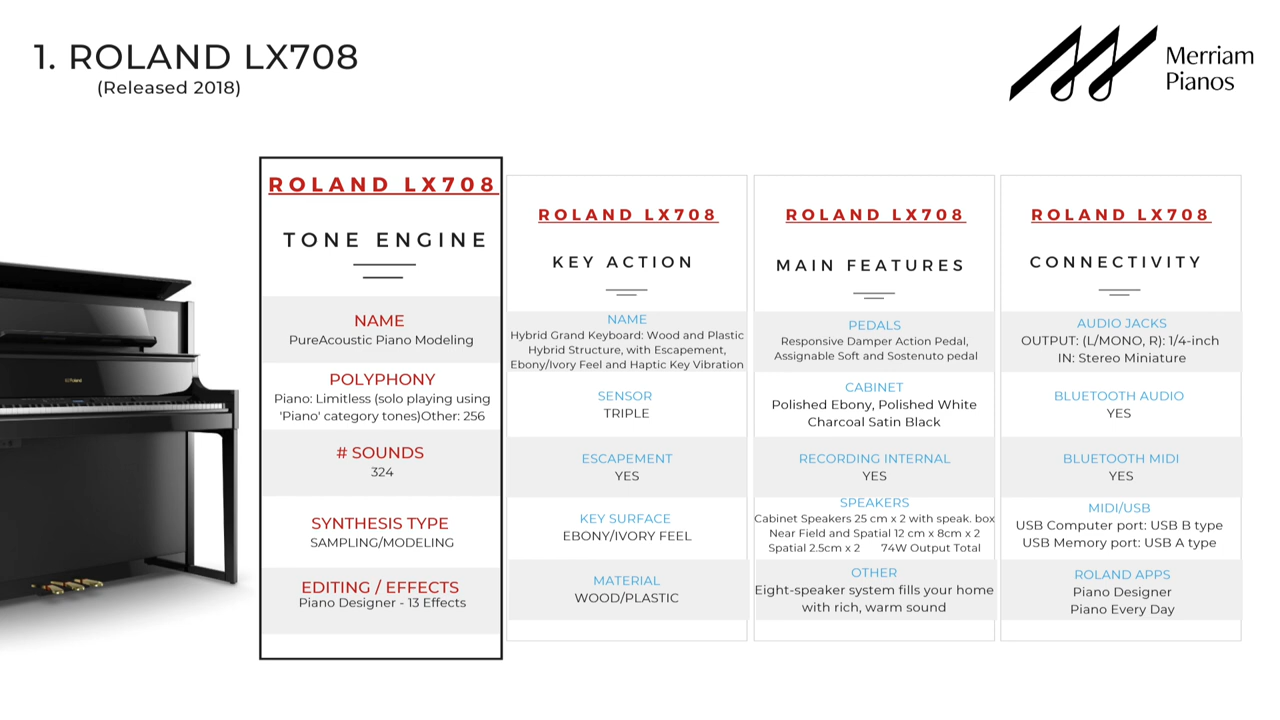 1. ROLAND LX708
(Released 2018)
Merriam
Pianos
ROLAND LX708
TONE ENGINE
NAME
PureAcoustic Piano Modeling
POLYPHONY
Piano: Limitless (solo playing using
'Piano' category tones)Other: 256
# SOUNDS
324
SYNTHESIS TYPE
SAMPLING/MODELING
EDITING / EFFECTS
Piano Designer - 13 Effects
ROLAND LX708
KEY ACTION
NAME
Hybrid Grand Keyboard: Wood and Plastic
Hybrid Structure, with Escapement,
Ebony/Ivory Feel and Haptic Key Vibration
SENSOR
TRIPLE
ESCAPEMENT
YES
KEY SURFACE
EBONY/IVORY FEEL
MATERIAL
WOOD/PLASTIC
ROLAND LX708
MAIN FEATURES
PEDALS
Responsive Damper Action Pedal,
Assignable Soft and Sostenuto pedal
CABINET
Polished Ebony, Polished White
Charcoal Satin Black
RECORDING INTERNAL
YES
SPEAKERS
Cabinet Speakers 25 cm x 2 with speak. box
Near Field and Spatial 12 cm x 8cm x 2
Spatial 2.5cm x 2 74W Output Total
OTHER
Eight-speaker system fills your home
with rich, warm sound
ROLAND LX708
CONNECTIVITY
AUDIO JACKS
OUTPUT: (L/MONO, R): 1/4-inch
IN: Stereo Miniature
BLUETOOTH AUDIO
YES
BLUETOOTH MIDI
YES
MIDI/USB
USB Computer port: USB B type
USB Memory port: USB A type
ROLAND APPS
Piano Designer
Piano Every Day
Roland